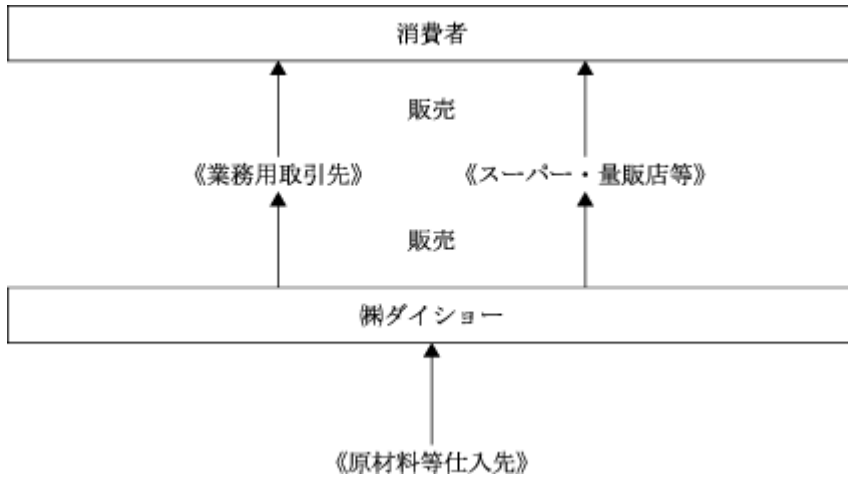 消費者
販売
《業務用取引先》
《スーパー・量販店等》
販売
㈱ダイショー
《原材料等仕入先》